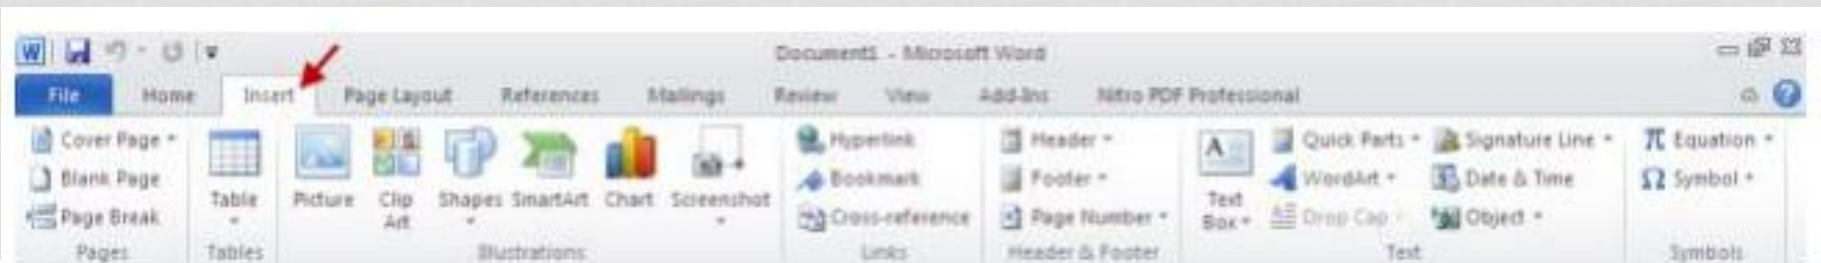 Document1 - Microsoft Word
File Home Insert Page Layout References Mailings Review View Add-Ins Nitro PDF Professional
Cover Page
Blank Page
Page Break
Pages
Table
Tables
Picture
Clip
Art
Shapes
SmartArt
Chart
Screenshot
Illustrations
Hyperlink
Bookmark
Cross-reference
Links
Header
Footer
Page Number
Header & Footer
Text
Box
Quick Parts
WordArt
Drop Cap
Signature Line
Date & Time
Object
Text
π Equation
Ω Symbol
Symbols